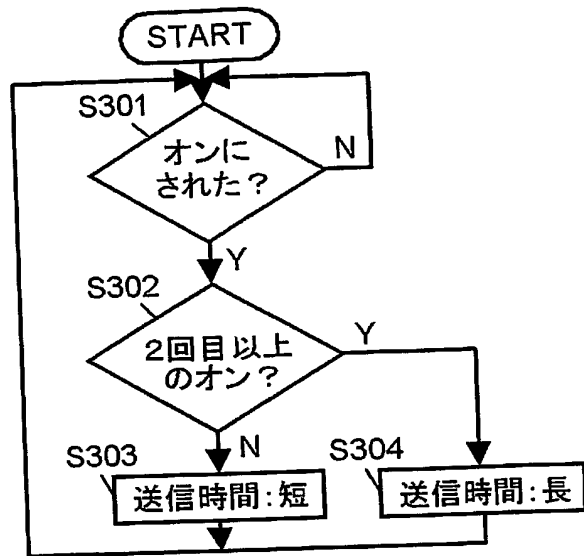 START
S301
オンに
された？
N
Y
S302
2回目以上
のオン？
Y
N
S303
送信時間:短
S304
送信時間:長